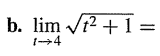 b. lim t→4 √(t² + 1) =